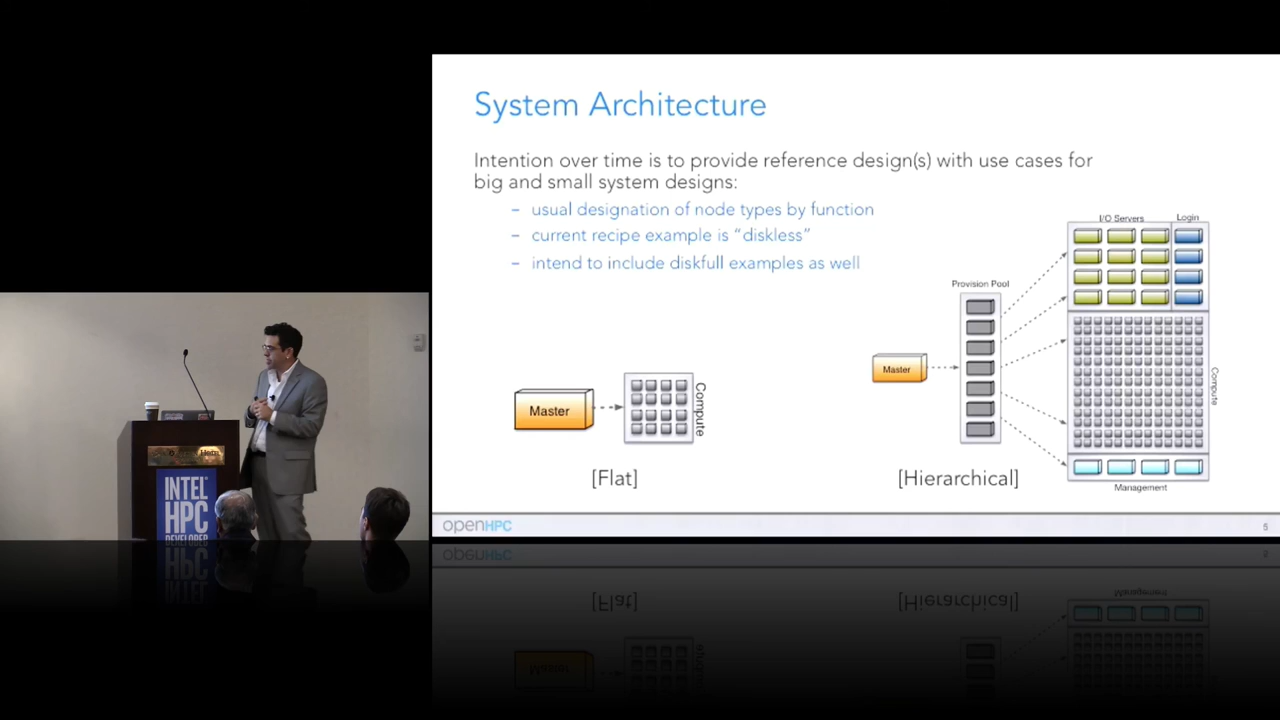 System Architecture
Intention over time is to provide reference design(s) with use cases for
big and small system designs:
– usual designation of node types by function
– current recipe example is “diskless”
– intend to include diskfull examples as well
I/O Servers
Login
Provision Pool
Master
Compute
Master
Compute
Management
[Flat]
[Hierarchical]
openHPC
5
INTEL
HPC
DEVELOPER